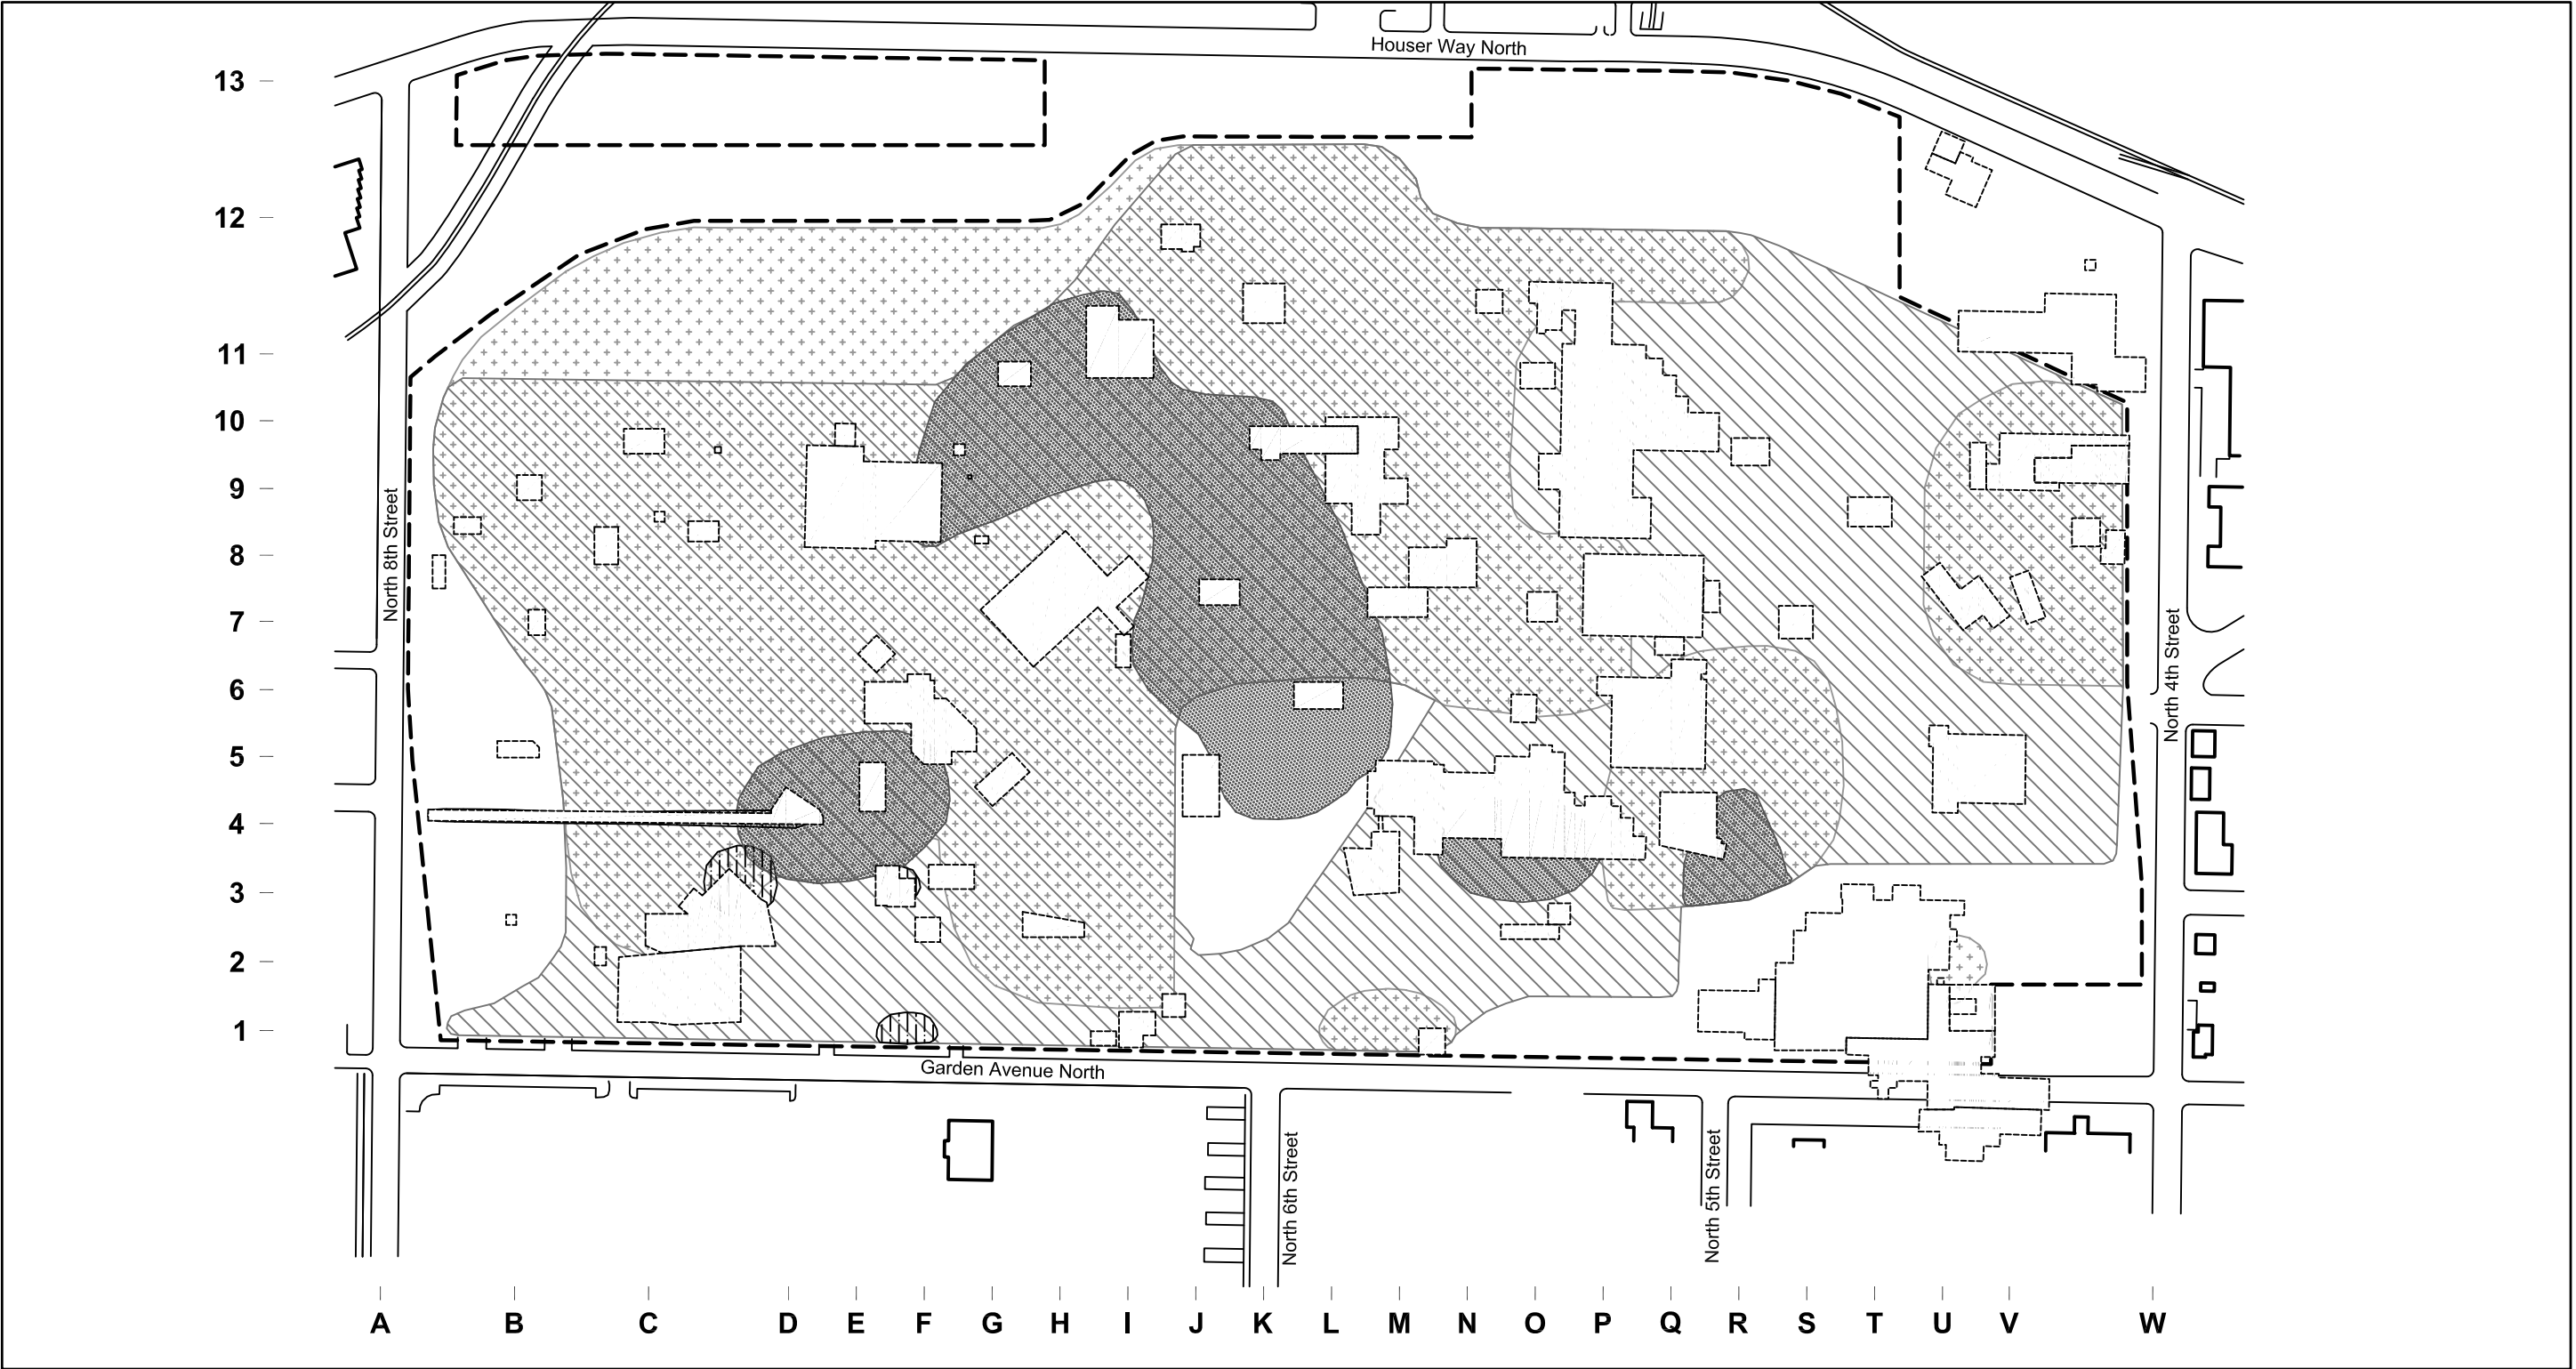 Houser Way North
13
12
11
10
9
8
7
6
5
4
3
2
1
North 8th Street
North 4th Street
Garden Avenue North
North 6th Street
North 5th Street
A B C D E F G H I J K L M N O P Q R S T U V W